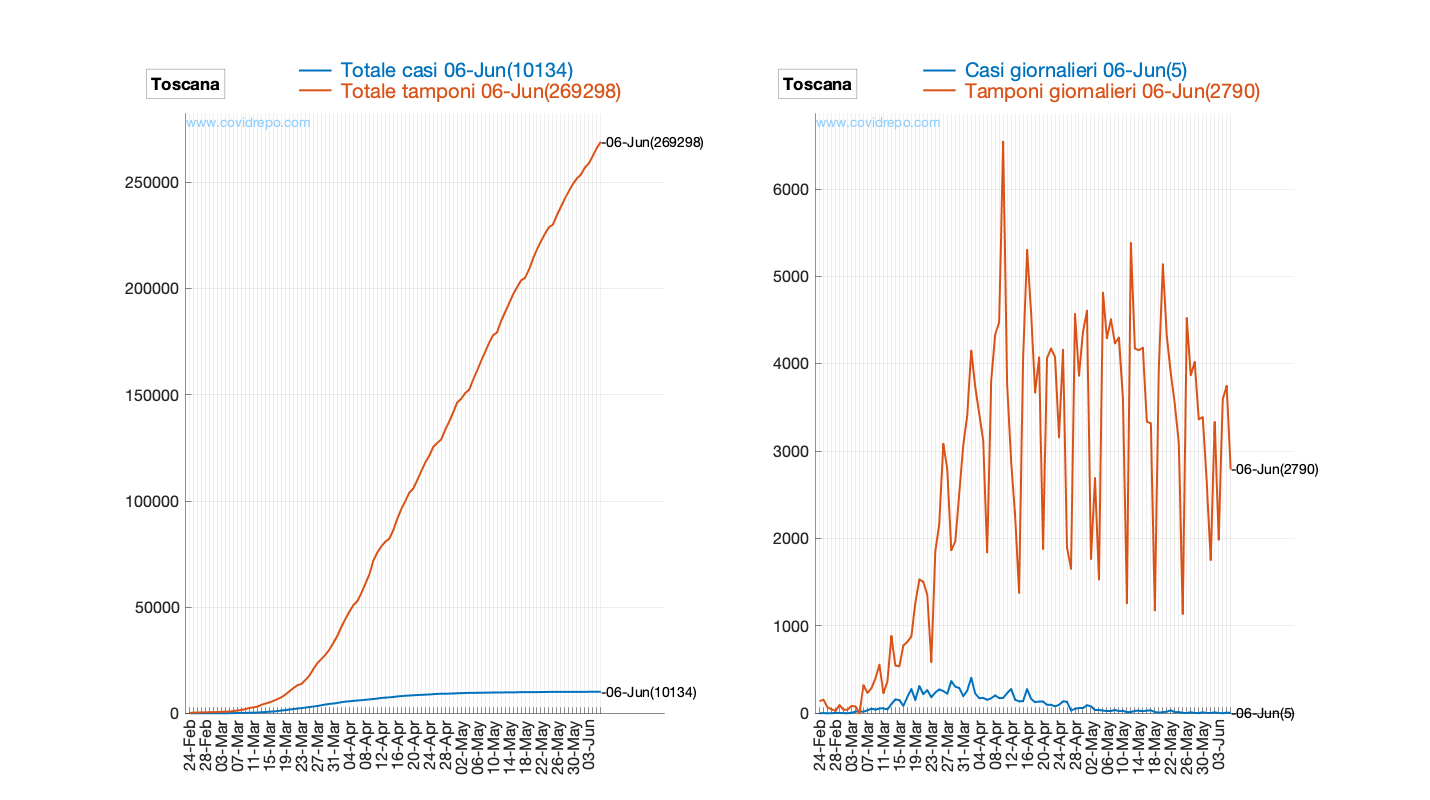 Toscana
Totale casi 06-Jun(10134)
Totale tamponi 06-Jun(269298)
www.covidrepo.com
-06-Jun(269298)
250000
200000
150000
100000
50000
0
-06-Jun(10134)
24-Feb
28-Feb
03-Mar
07-Mar
11-Mar
15-Mar
19-Mar
23-Mar
27-Mar
31-Mar
04-Apr
08-Apr
12-Apr
16-Apr
20-Apr
24-Apr
28-Apr
02-May
06-May
10-May
14-May
18-May
22-May
26-May
30-May
03-Jun
Toscana
Casi giornalieri 06-Jun(5)
Tamponi giornalieri 06-Jun(2790)
www.covidrepo.com
6000
5000
4000
3000
2000
1000
0
-06-Jun(2790)
-06-Jun(5)
24-Feb
28-Feb
03-Mar
07-Mar
11-Mar
15-Mar
19-Mar
23-Mar
27-Mar
31-Mar
04-Apr
08-Apr
12-Apr
16-Apr
20-Apr
24-Apr
28-Apr
02-May
06-May
10-May
14-May
18-May
22-May
26-May
30-May
03-Jun